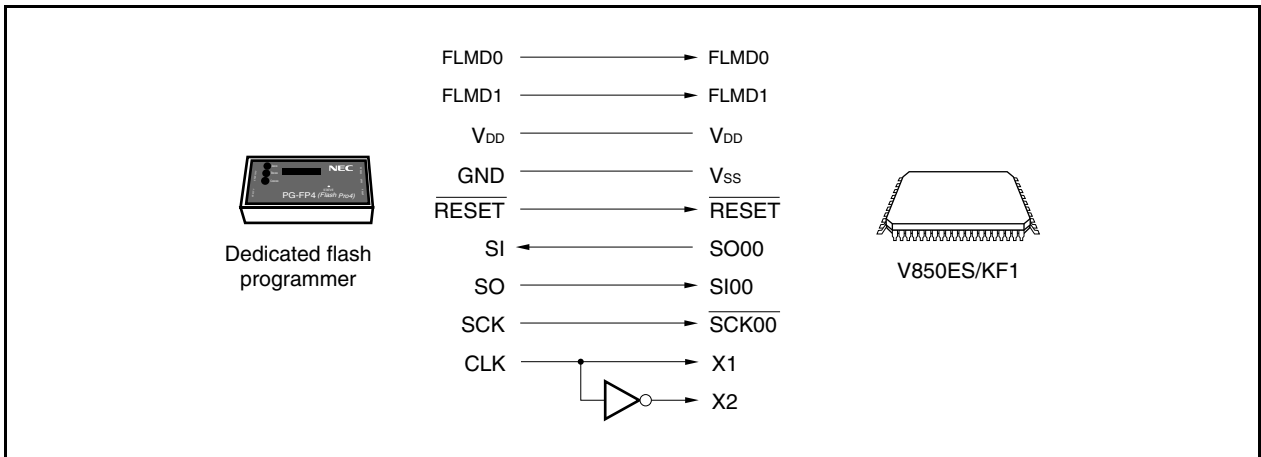 FLMD0 FLMD0
FLMD1 FLMD1
VDD VDD
GND VSS
RESET RESET
SI SO00
SO SI00
SCK SCK00
CLK X1
X2
NEC
PG-FP4 (Flash Pro4)
Dedicated flash
programmer
V850ES/KF1